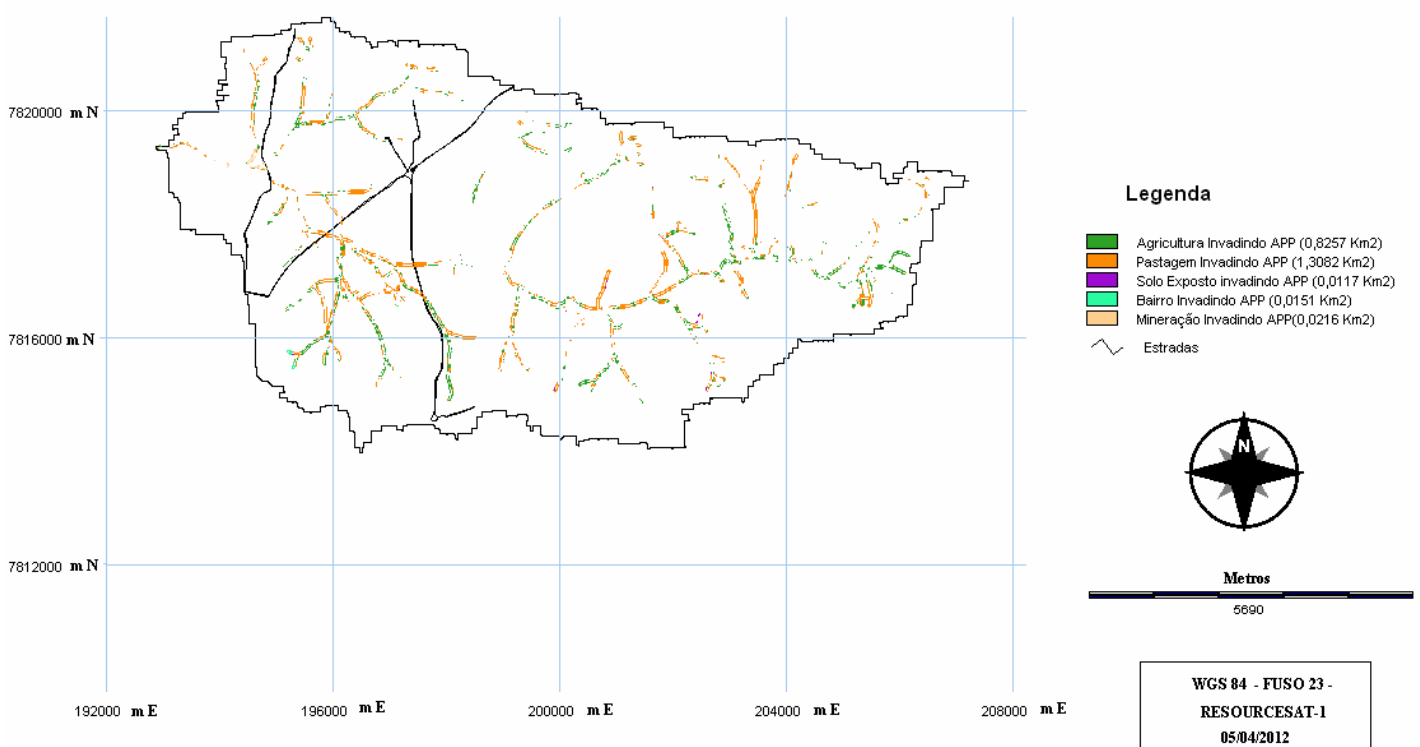 7820000 m N
7816000 m N
7812000 m N
192000 m E
196000 m E
200000 m E
204000 m E
208000 m E
Legenda
Agricultura Invadindo APP (0,8257 Km2)
Pastagem Invadindo APP (1,3082 Km2)
Solo Exposto invadindo APP (0,0117 Km2)
Bairro Invadindo APP (0,0151 Km2)
Mineração Invadindo APP(0,0216 Km2)
Estradas
N
Metros
5690
WGS 84 - FUSO 23 -
RESOURCESAT-1
05/04/2012